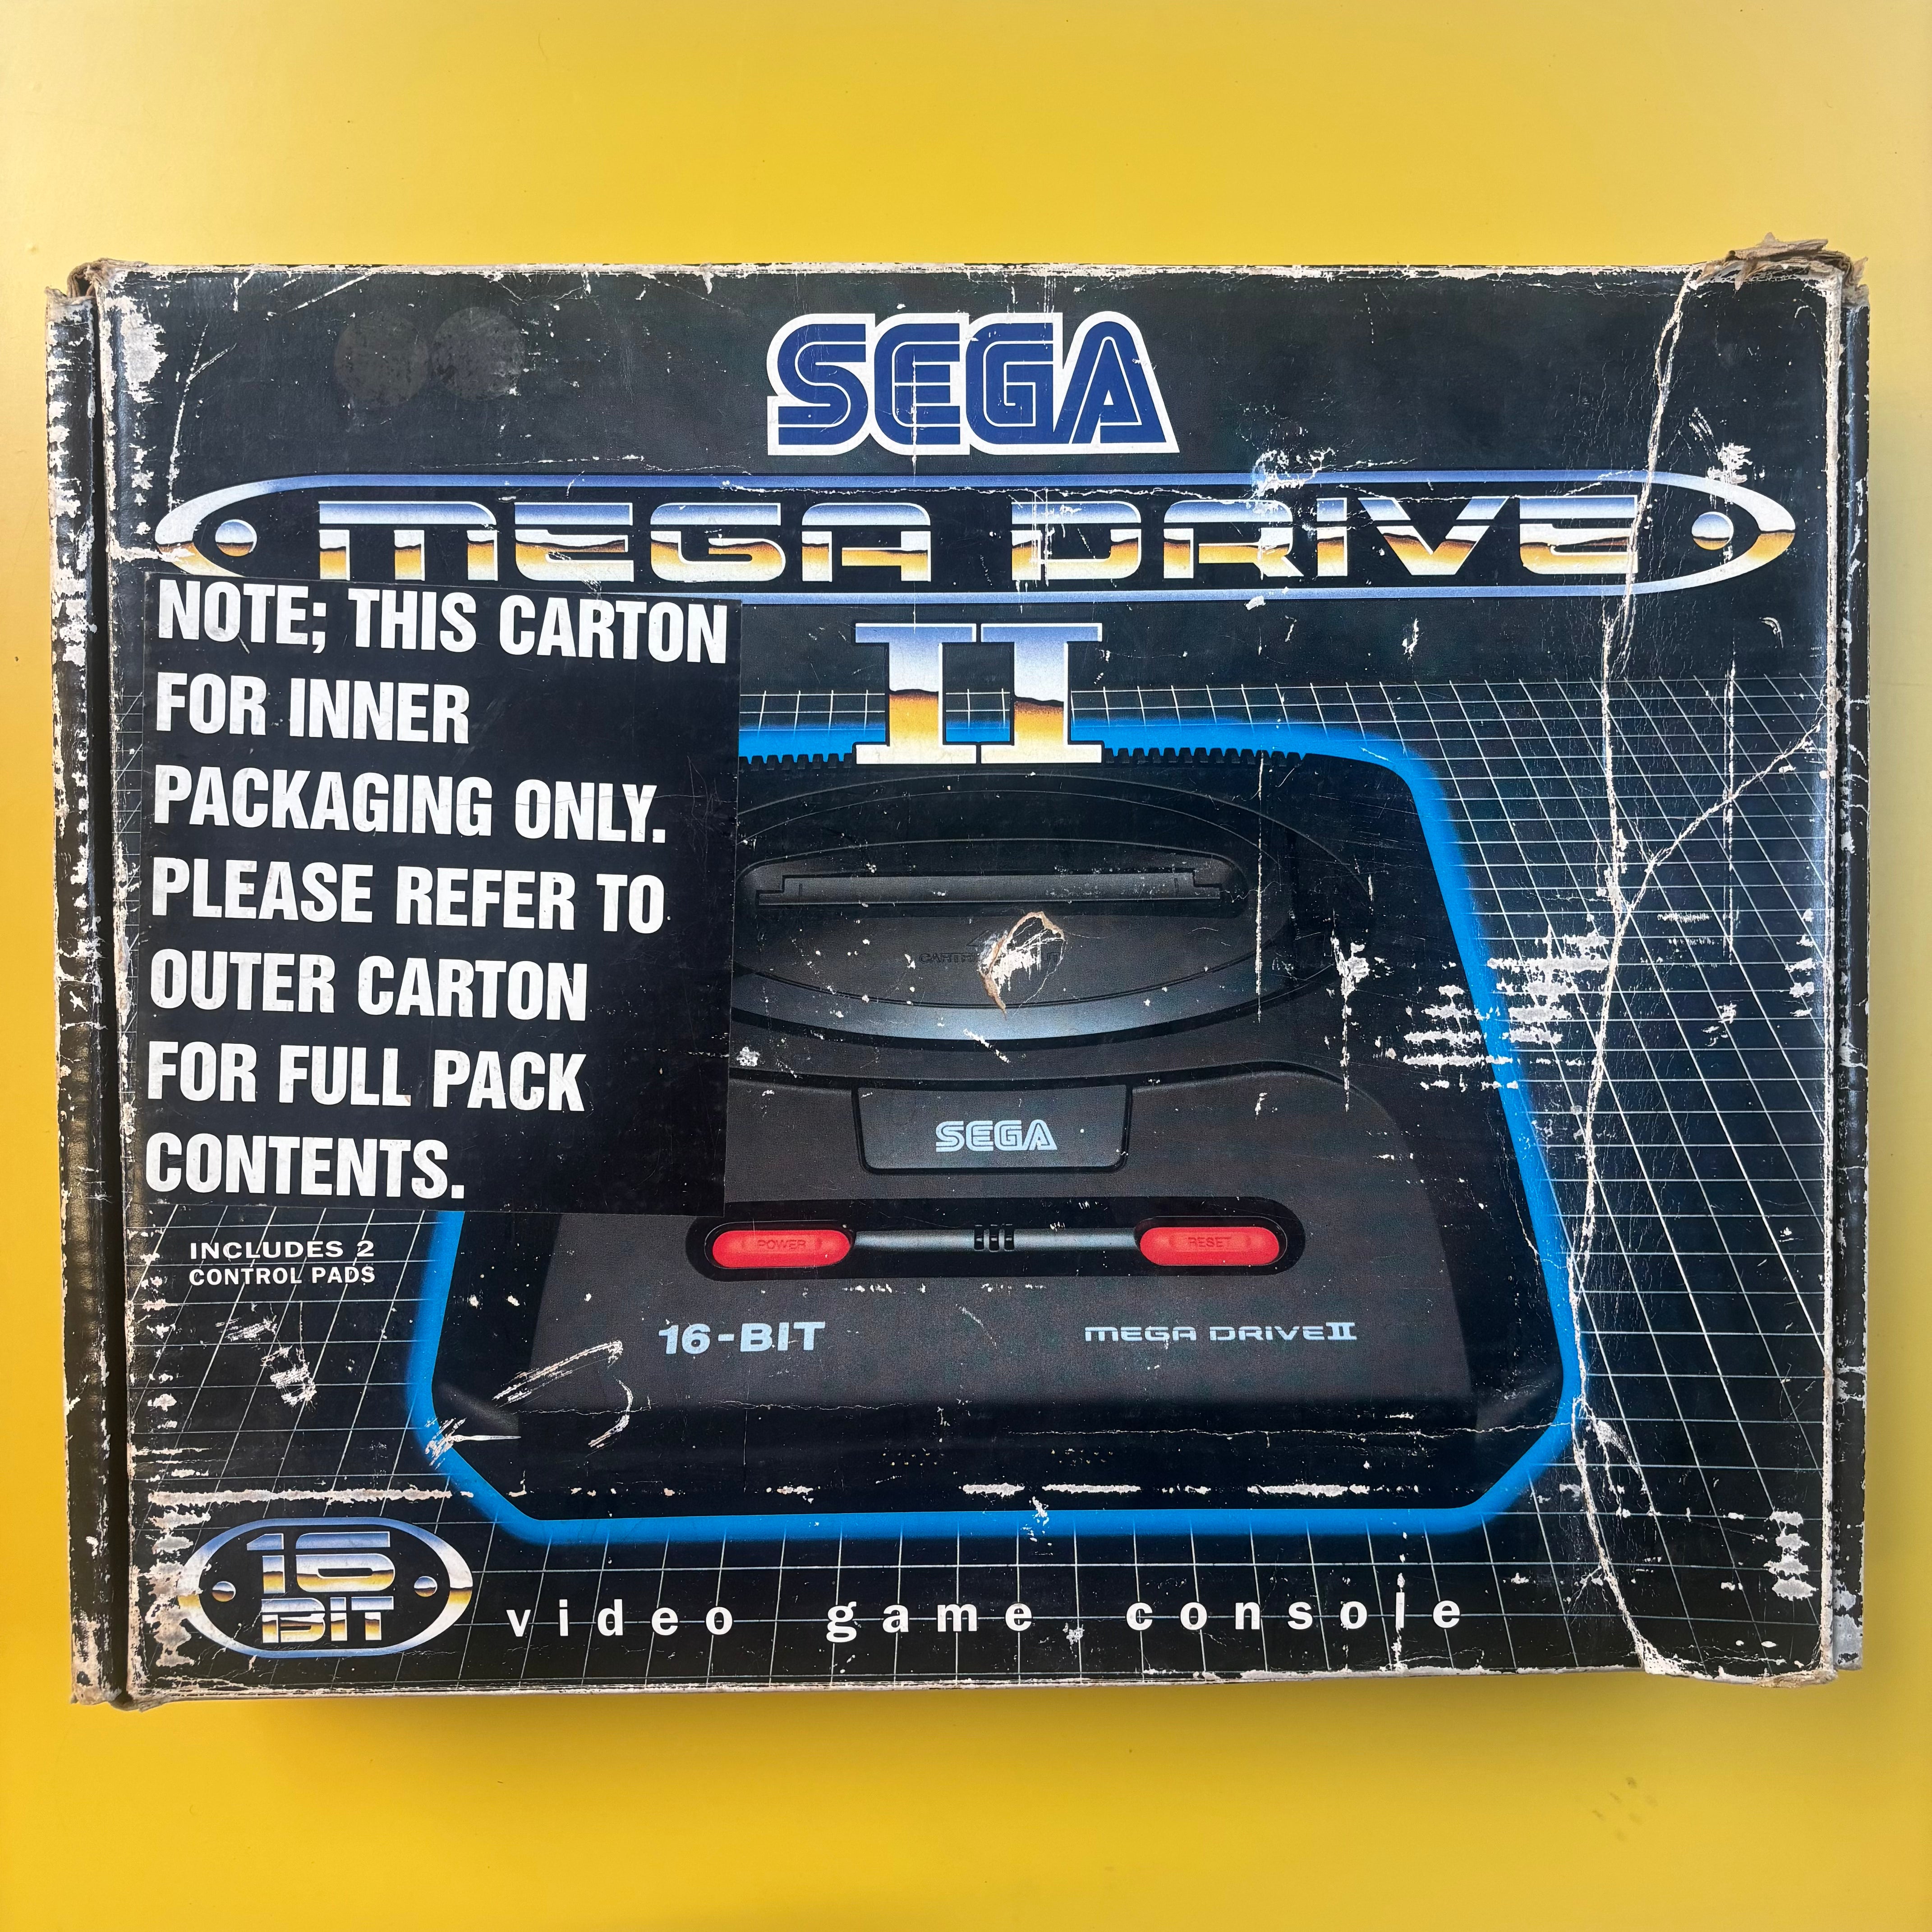 SEGA
MEGA DRIVE
II
NOTE; THIS CARTON
FOR INNER
PACKAGING ONLY.
PLEASE REFER TO
OUTER CARTON
FOR FULL PACK
CONTENTS.
SEGA
POWER
RESET
INCLUDES 2
CONTROL PADS
16-BIT
MEGA DRIVE II
16
BIT
video game console